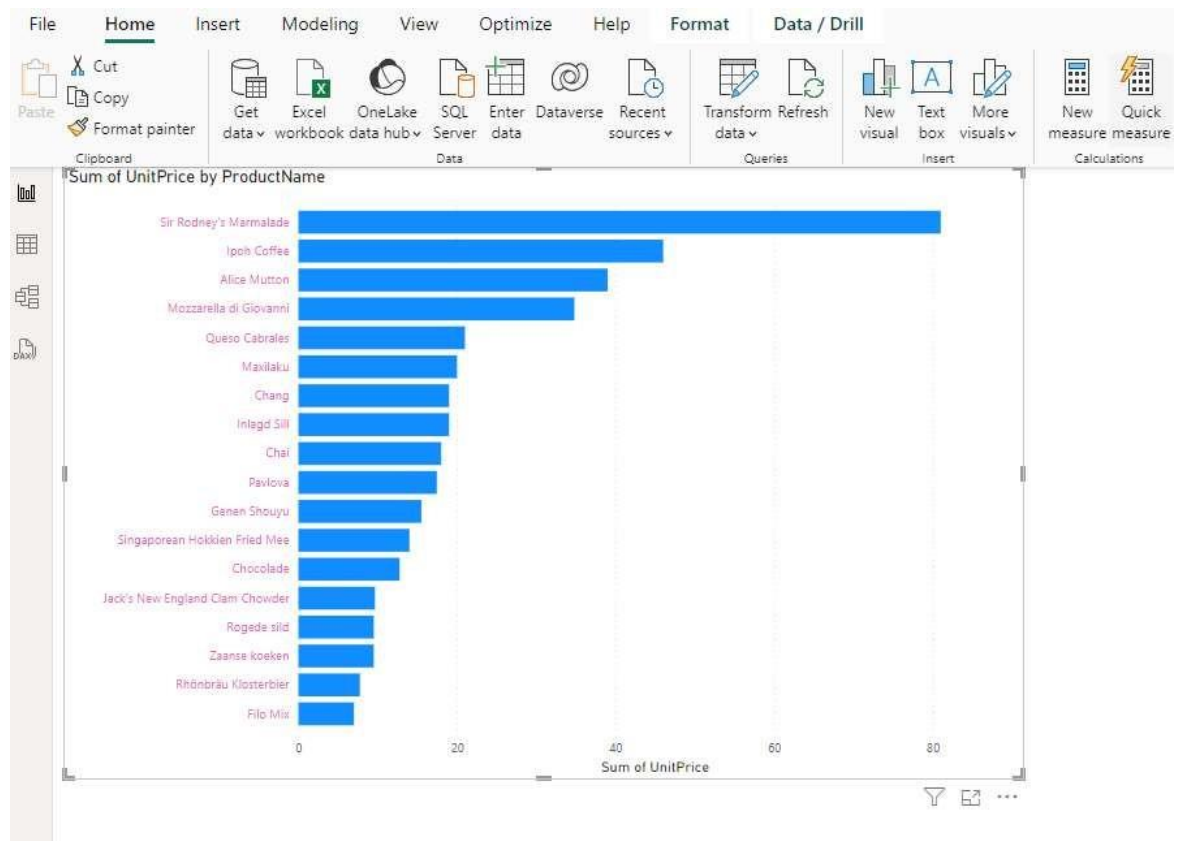 File Home Insert Modeling View Optimize Help Format Data / Drill
Paste
Cut
Copy
Format painter
Clipboard
Get data
Excel workbook
OneLake data hub
SQL Server
Enter data
Dataverse
Recent sources
Data
Transform data
Refresh
Queries
New visual
Text box
More visuals
Insert
New measure
Quick measure
Calculations
DAX
Sum of UnitPrice by ProductName
Sir Rodney's Marmalade
Ipoh Coffee
Alice Mutton
Mozzarella di Giovanni
Queso Cabrales
Maxilaku
Chang
Inlagd Sill
Chai
Pavlova
Genen Shouyu
Singaporean Hokkien Fried Mee
Chocolade
Jack's New England Clam Chowder
Rogede sild
Zaanse koeken
Rhönbräu Klosterbier
Filo Mix
0 20 40 60 80
Sum of UnitPrice